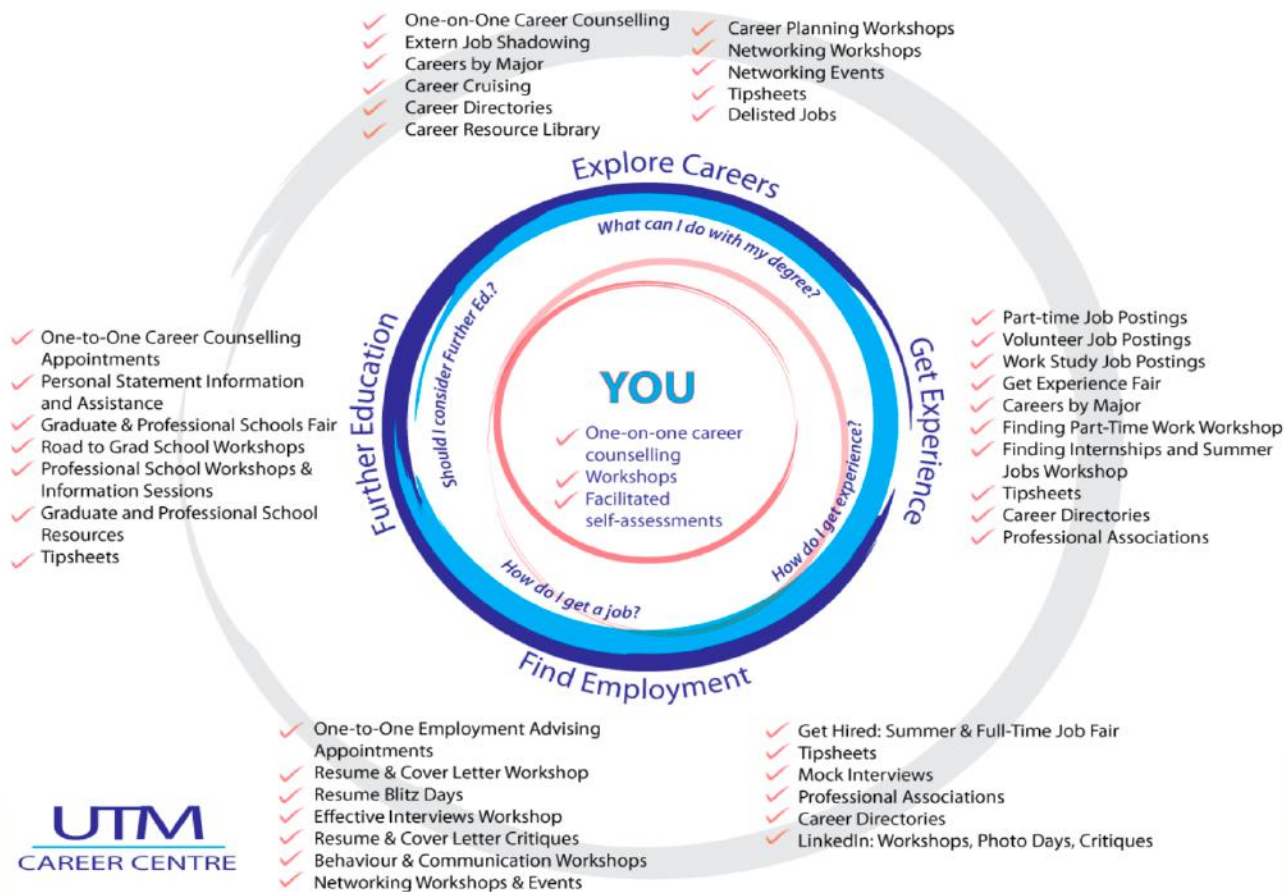 One-on-One Career Counselling
Extern Job Shadowing
Careers by Major
Career Cruising
Career Directories
Career Resource Library
Career Planning Workshops
Networking Workshops
Networking Events
Tipsheets
Delisted Jobs
Explore Careers
What can I do with my degree?
Further Education
Should I consider Further Ed.?
Get Experience
How do I get experience?
Find Employment
How do I get a job?
YOU
One-on-one career
counselling
Workshops
Facilitated
self-assessments
One-to-One Career Counselling
Appointments
Personal Statement Information
and Assistance
Graduate & Professional Schools Fair
Road to Grad School Workshops
Professional School Workshops &
Information Sessions
Graduate and Professional School
Resources
Tipsheets
Part-time Job Postings
Volunteer Job Postings
Work Study Job Postings
Get Experience Fair
Careers by Major
Finding Part-Time Work Workshop
Finding Internships and Summer
Jobs Workshop
Tipsheets
Career Directories
Professional Associations
One-to-One Employment Advising
Appointments
Resume & Cover Letter Workshop
Resume Blitz Days
Effective Interviews Workshop
Resume & Cover Letter Critiques
Behaviour & Communication Workshops
Networking Workshops & Events
Get Hired: Summer & Full-Time Job Fair
Tipsheets
Mock Interviews
Professional Associations
Career Directories
LinkedIn: Workshops, Photo Days, Critiques
UTM
CAREER CENTRE